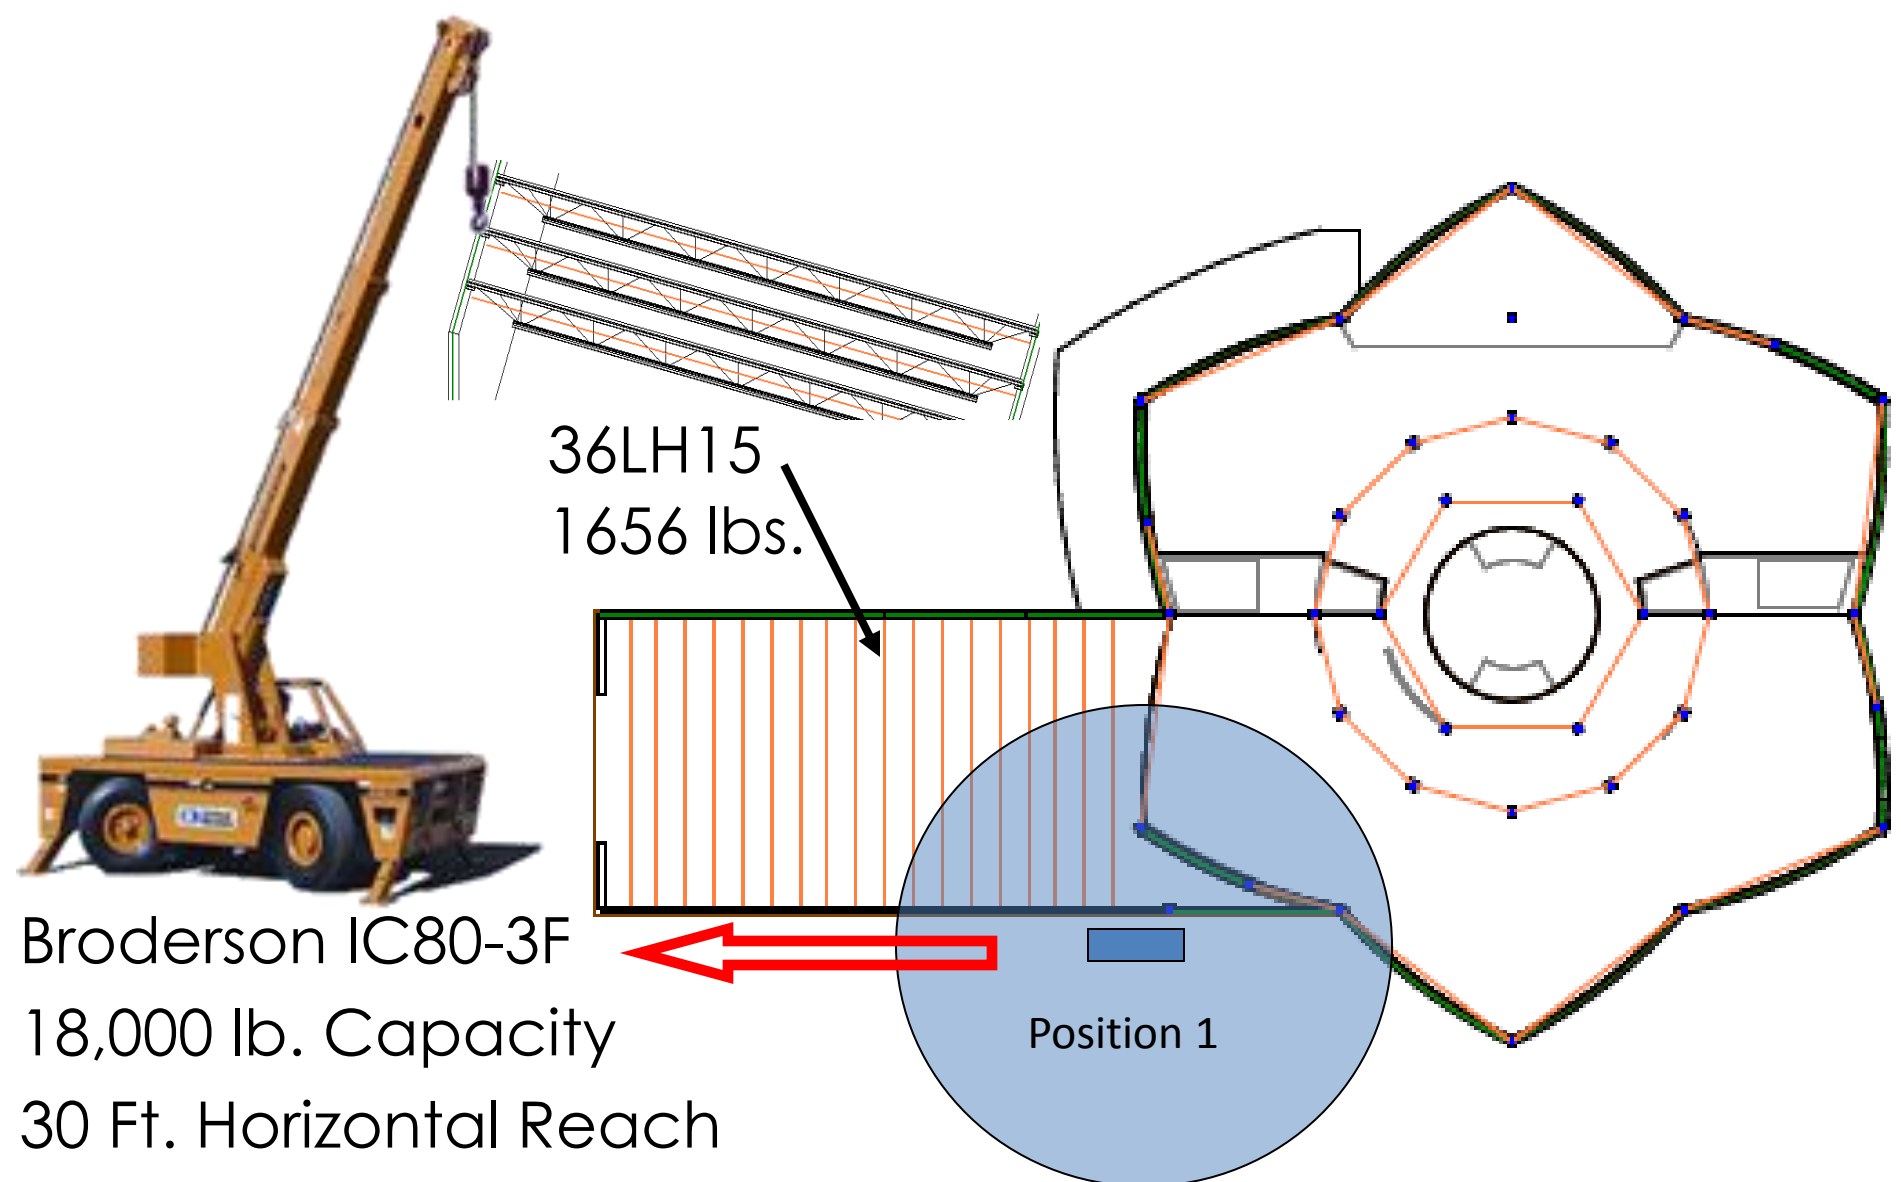 36LH15
1656 lbs.
Position 1
Broderson IC80-3F
18,000 lb. Capacity
30 Ft. Horizontal Reach